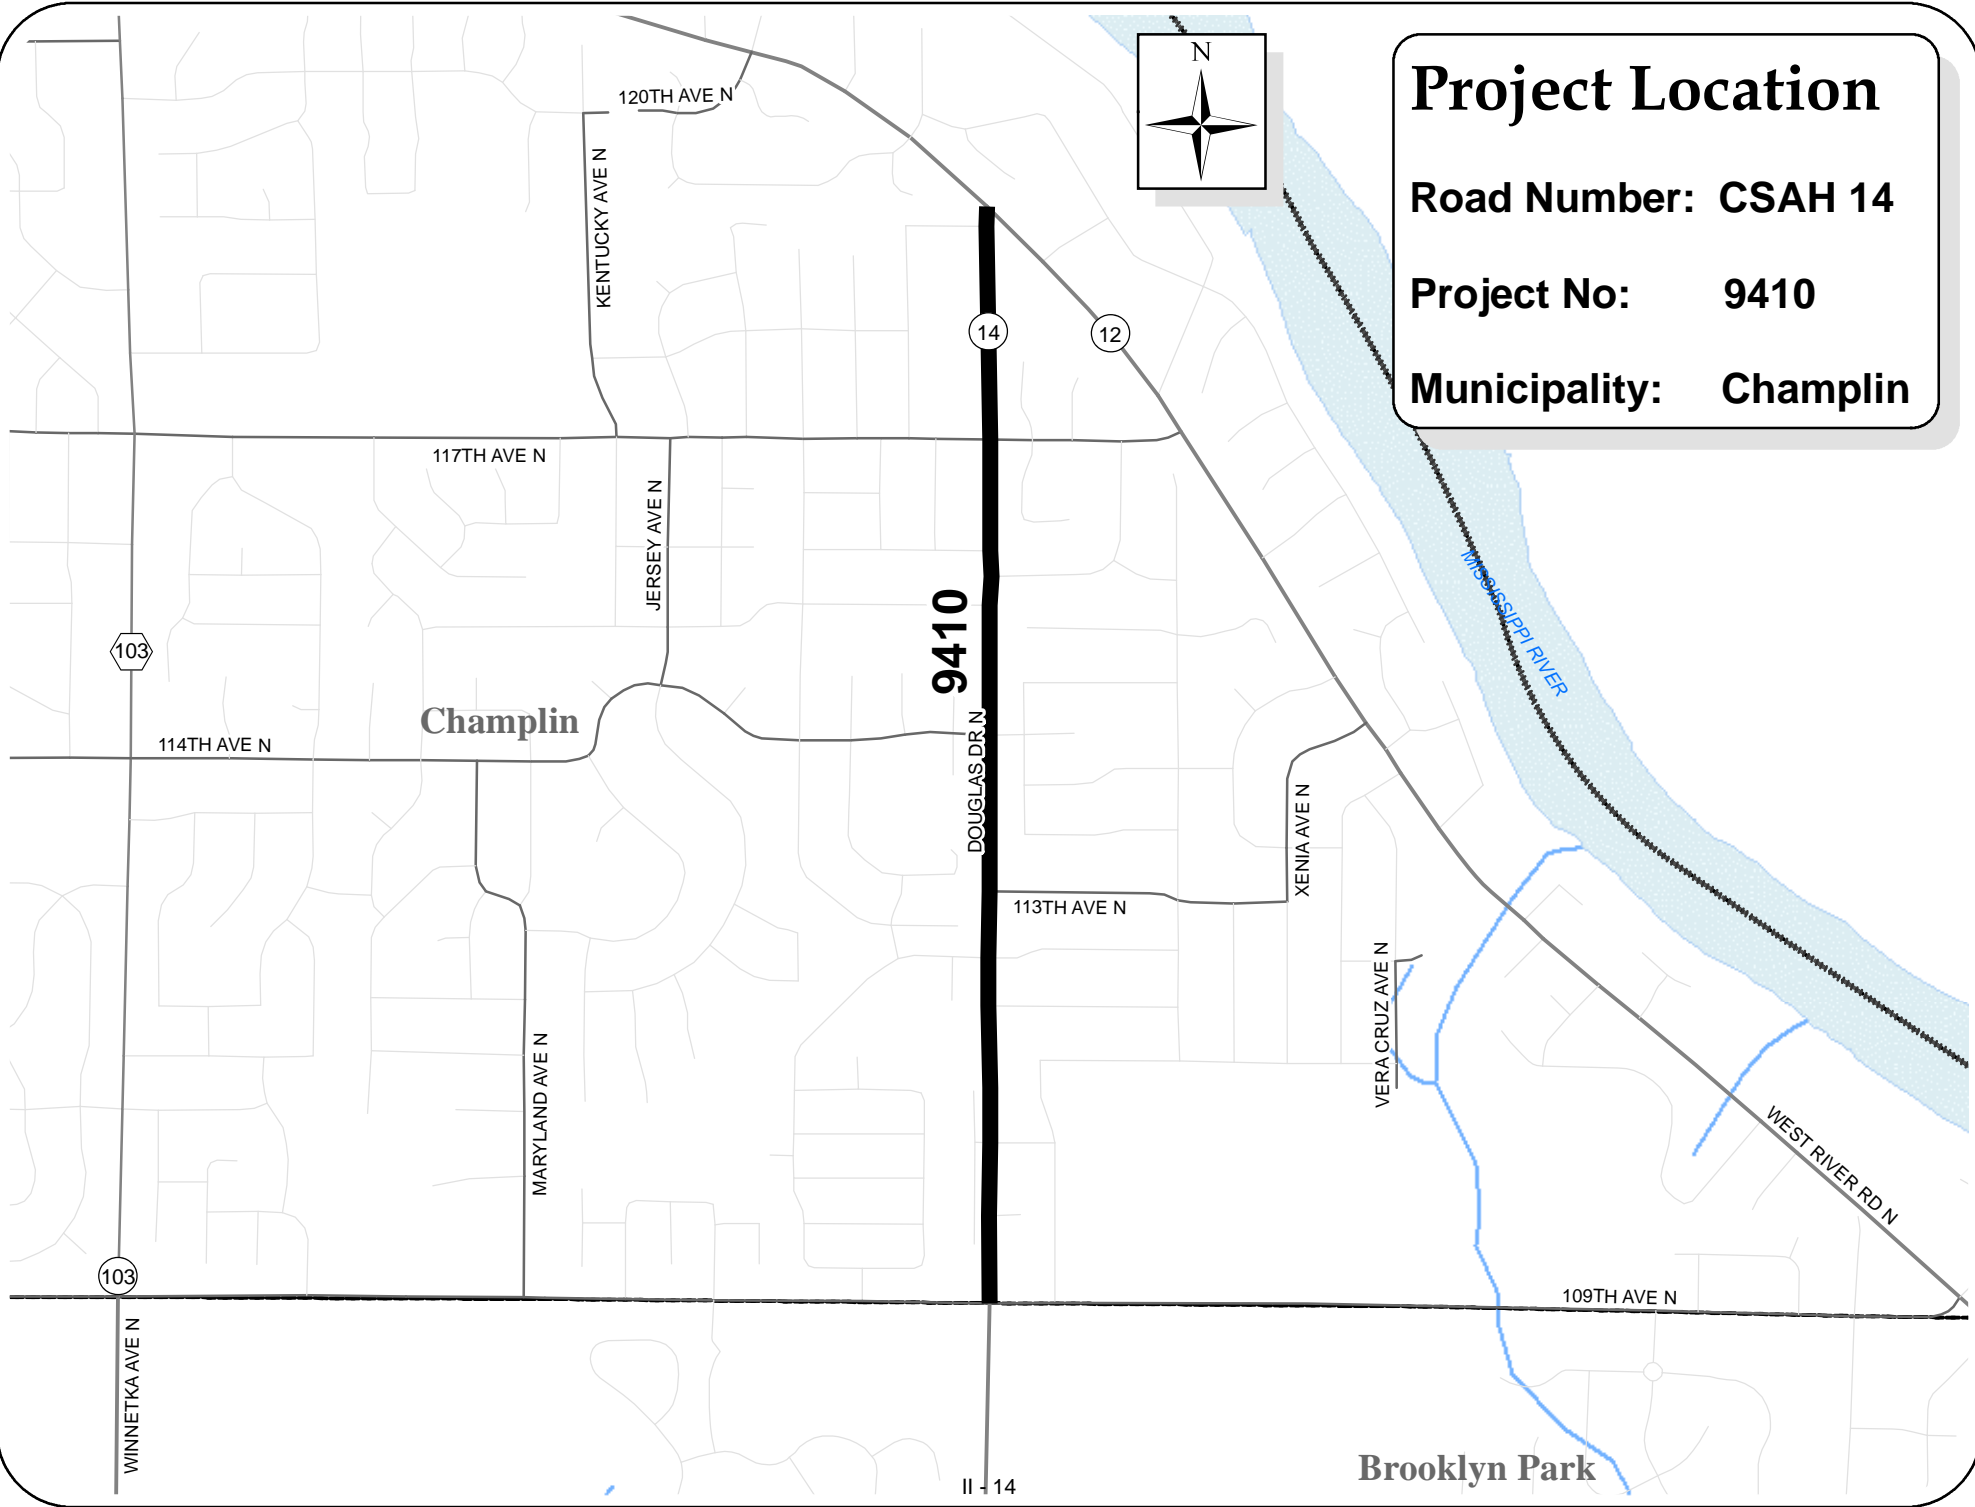 N
Project Location
Road Number: CSAH 14
Project No: 9410
Municipality: Champlin
120TH AVE N
KENTUCKY AVE N
14
12
117TH AVE N
JERSEY AVE N
MISSISSIPPI RIVER
9410
103
Champlin
114TH AVE N
DOUGLAS DR N
XENIA AVE N
113TH AVE N
VERA CRUZ AVE N
MARYLAND AVE N
WEST RIVER RD N
103
109TH AVE N
WINNETKA AVE N
Brooklyn Park
II - 14